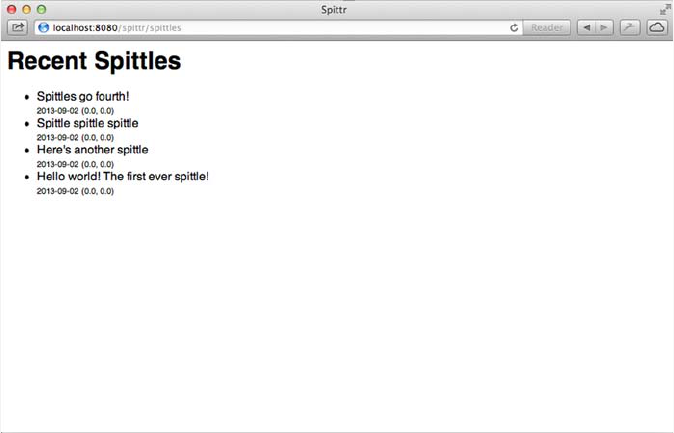 Spittr
localhost:8080/spittr/spittles
Reader
Recent Spittles
Spittles go fourth!
2013-09-02 (0.0, 0.0)
Spittle spittle spittle
2013-09-02 (0.0, 0.0)
Here's another spittle
2013-09-02 (0.0, 0.0)
Hello world! The first ever spittle!
2013-09-02 (0.0, 0.0)